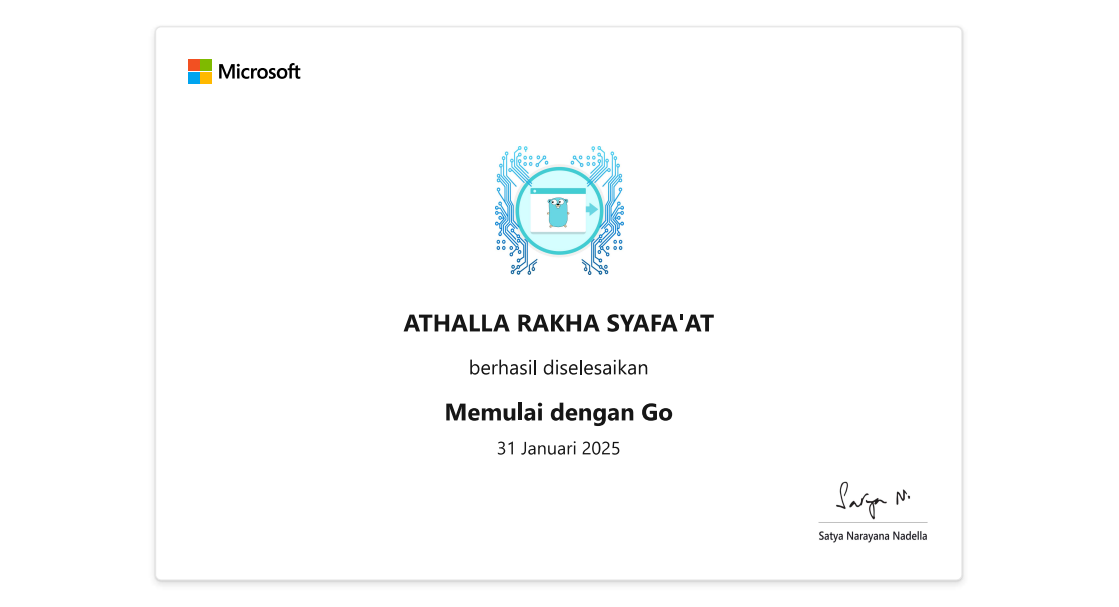 Microsoft
ATHALLA RAKHA SYAFA'AT
berhasil diselesaikan
Memulai dengan Go
31 Januari 2025
Satya N.
Satya Narayana Nadella